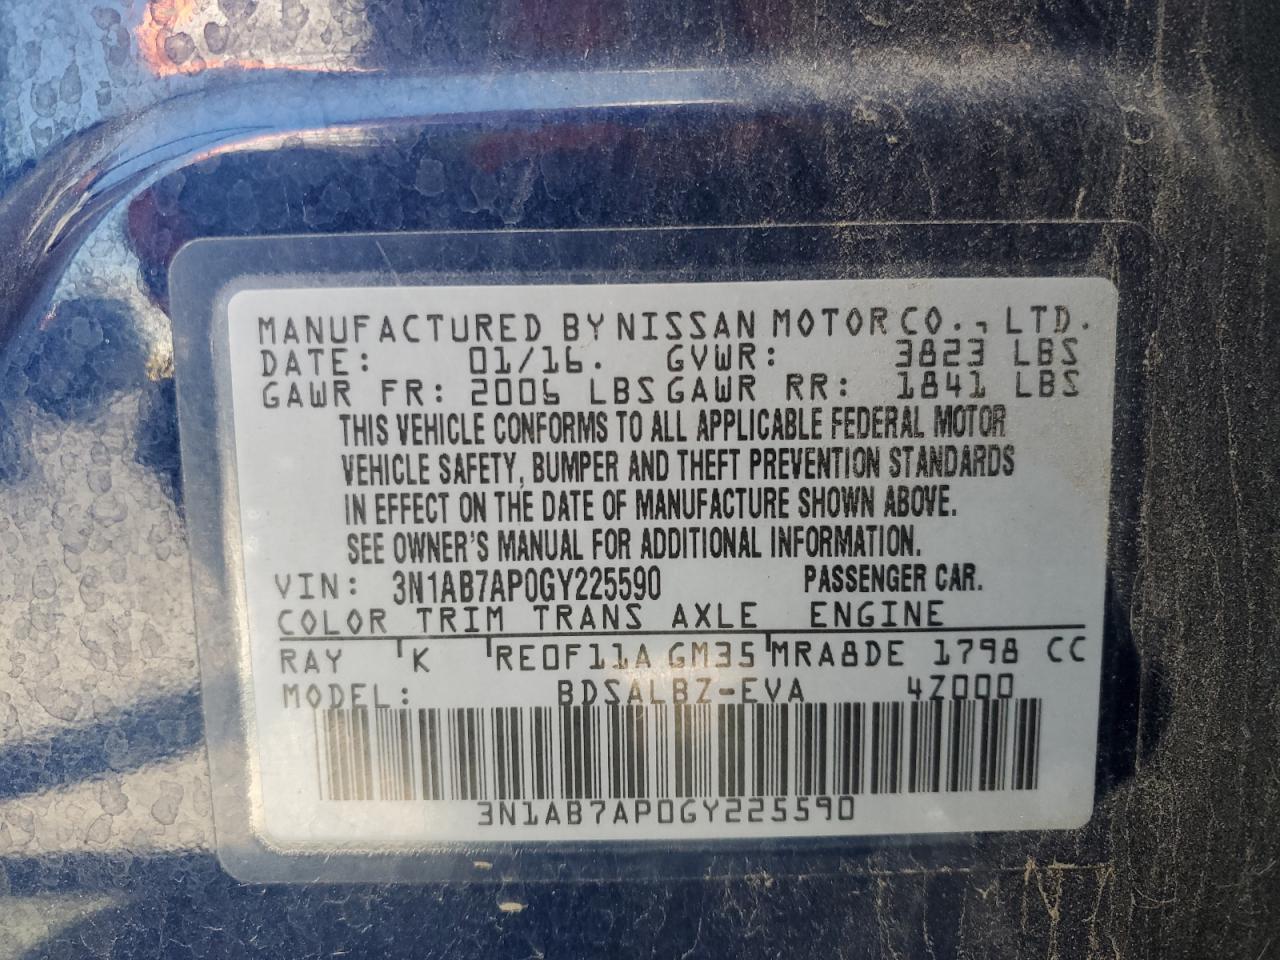 MANUFACTURED BY NISSAN MOTOR CO., LTD.
DATE: 01/16. GVWR: 3823 LBS
GAWR FR: 2006 LBS GAWR RR: 1841 LBS
THIS VEHICLE CONFORMS TO ALL APPLICABLE FEDERAL MOTOR
VEHICLE SAFETY, BUMPER AND THEFT PREVENTION STANDARDS
IN EFFECT ON THE DATE OF MANUFACTURE SHOWN ABOVE.
SEE OWNER'S MANUAL FOR ADDITIONAL INFORMATION.
VIN: 3N1AB7AP0GY225590 PASSENGER CAR.
COLOR TRIM TRANS AXLE ENGINE
RAY K RE0F11A GM35 MRA8DE 1798 CC
MODEL: BDSALBZ-EVA 4Z000
3N1AB7AP0GY225590